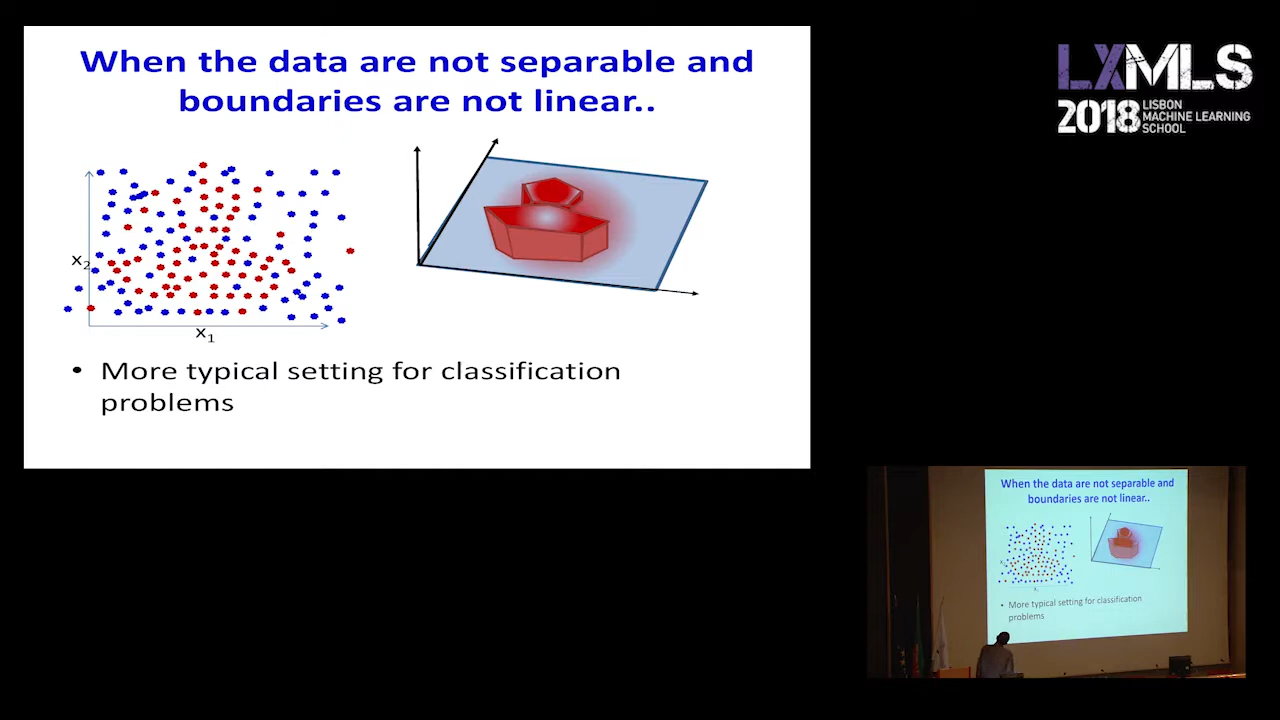 When the data are not separable and
boundaries are not linear..
x2
x1
• More typical setting for classification
problems
LXMLS
2018 LISBON
MACHINE LEARNING
SCHOOL
When the data are not separable and
boundaries are not linear..
x1
• More typical setting for classification
problems